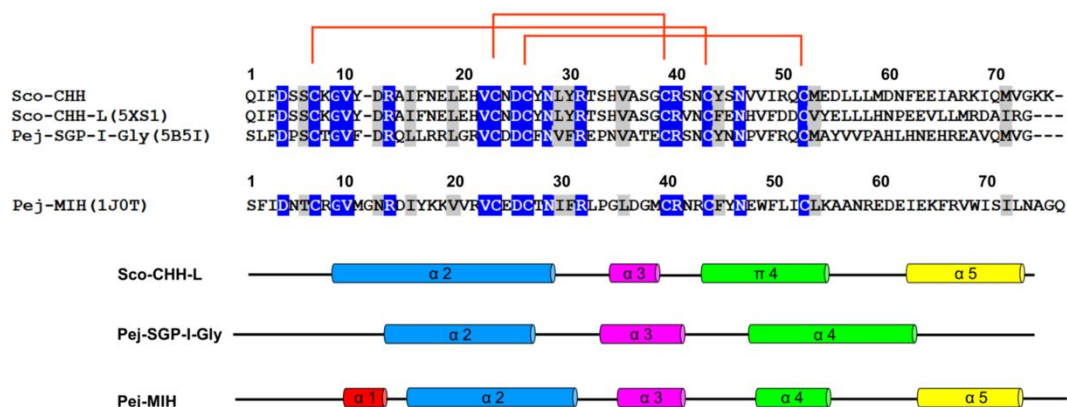 1 10 20 30 40 50 60 70
Sco-CHH QIFDSSCKGVY-DRAIFNELEHVCNDCYNLYRTSHVASGCRSNCYSNVVIRQCMEDLLLMDNFEEIARKIQMVGKK-
Sco-CHH-L(5XS1) QIFDSSCKGVY-DRAIFNELEHVCNDCYNLYRTSHVASGCRVNCFENHVFDDCVYELLLHNPEEVLLMRDAIRG---
Pej-SGP-I-Gly(5B5I) SLFDPSCTGVF-DRQLLRRLGRVCDDCFNVFREPNVATECRSNCYNNPVFRQCMAYVVPAHLHNEHREAVQMVG---
1 10 20 30 40 50 60 70
Pej-MIH(1J0T) SFIDNTCRGVMGNRDIYKKVVRVCEDCTNIFRLPGLDGMCRNRCFYNEWFLICLKAANREDEIEKFRVWISILNAGQ
Sco-CHH-L α 2 α 3 π 4 α 5
Pej-SGP-I-Gly α 2 α 3 α 4
Pej-MIH α 1 α 2 α 3 α 4 α 5